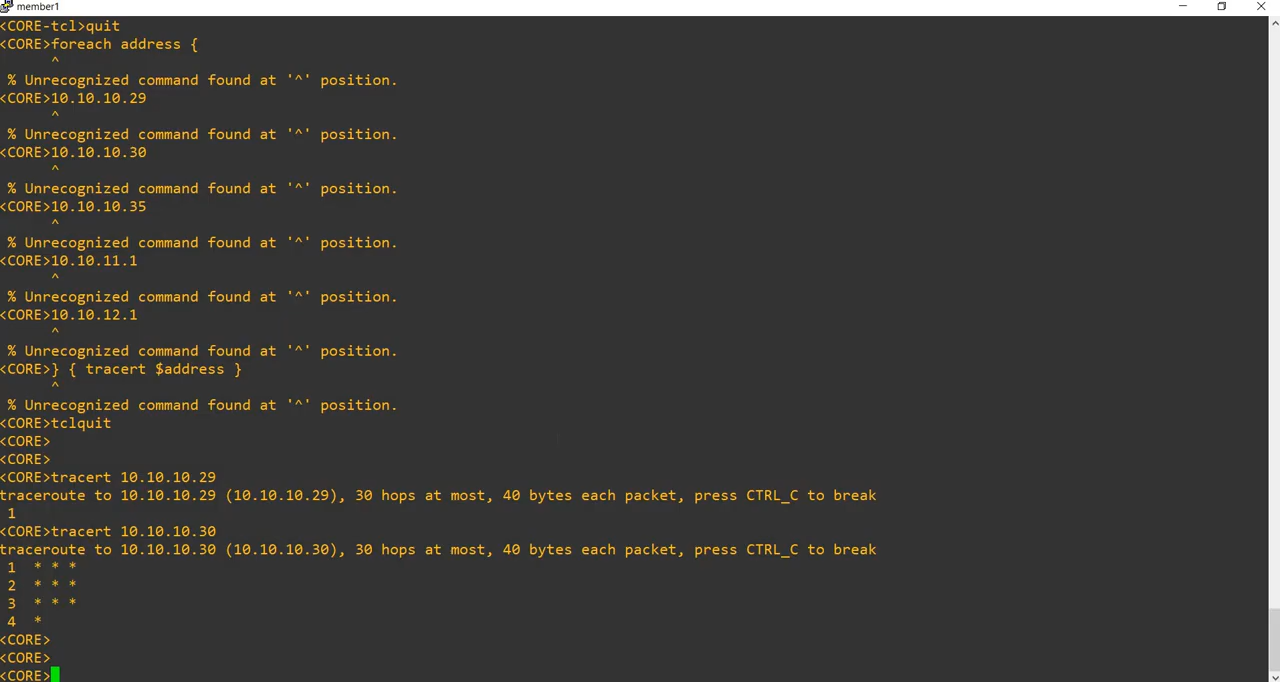 member1
<CORE-tcl>quit
<CORE>foreach address {
^
% Unrecognized command found at '^' position.
<CORE>10.10.10.29
^
% Unrecognized command found at '^' position.
<CORE>10.10.10.30
^
% Unrecognized command found at '^' position.
<CORE>10.10.10.35
^
% Unrecognized command found at '^' position.
<CORE>10.10.11.1
^
% Unrecognized command found at '^' position.
<CORE>10.10.12.1
^
% Unrecognized command found at '^' position.
<CORE>} { tracert $address }
^
% Unrecognized command found at '^' position.
<CORE>tclquit
<CORE>
<CORE>
<CORE>tracert 10.10.10.29
traceroute to 10.10.10.29 (10.10.10.29), 30 hops at most, 40 bytes each packet, press CTRL_C to break
1
<CORE>tracert 10.10.10.30
traceroute to 10.10.10.30 (10.10.10.30), 30 hops at most, 40 bytes each packet, press CTRL_C to break
1  * * *
2  * * *
3  * * *
4  *
<CORE>
<CORE>
<CORE>